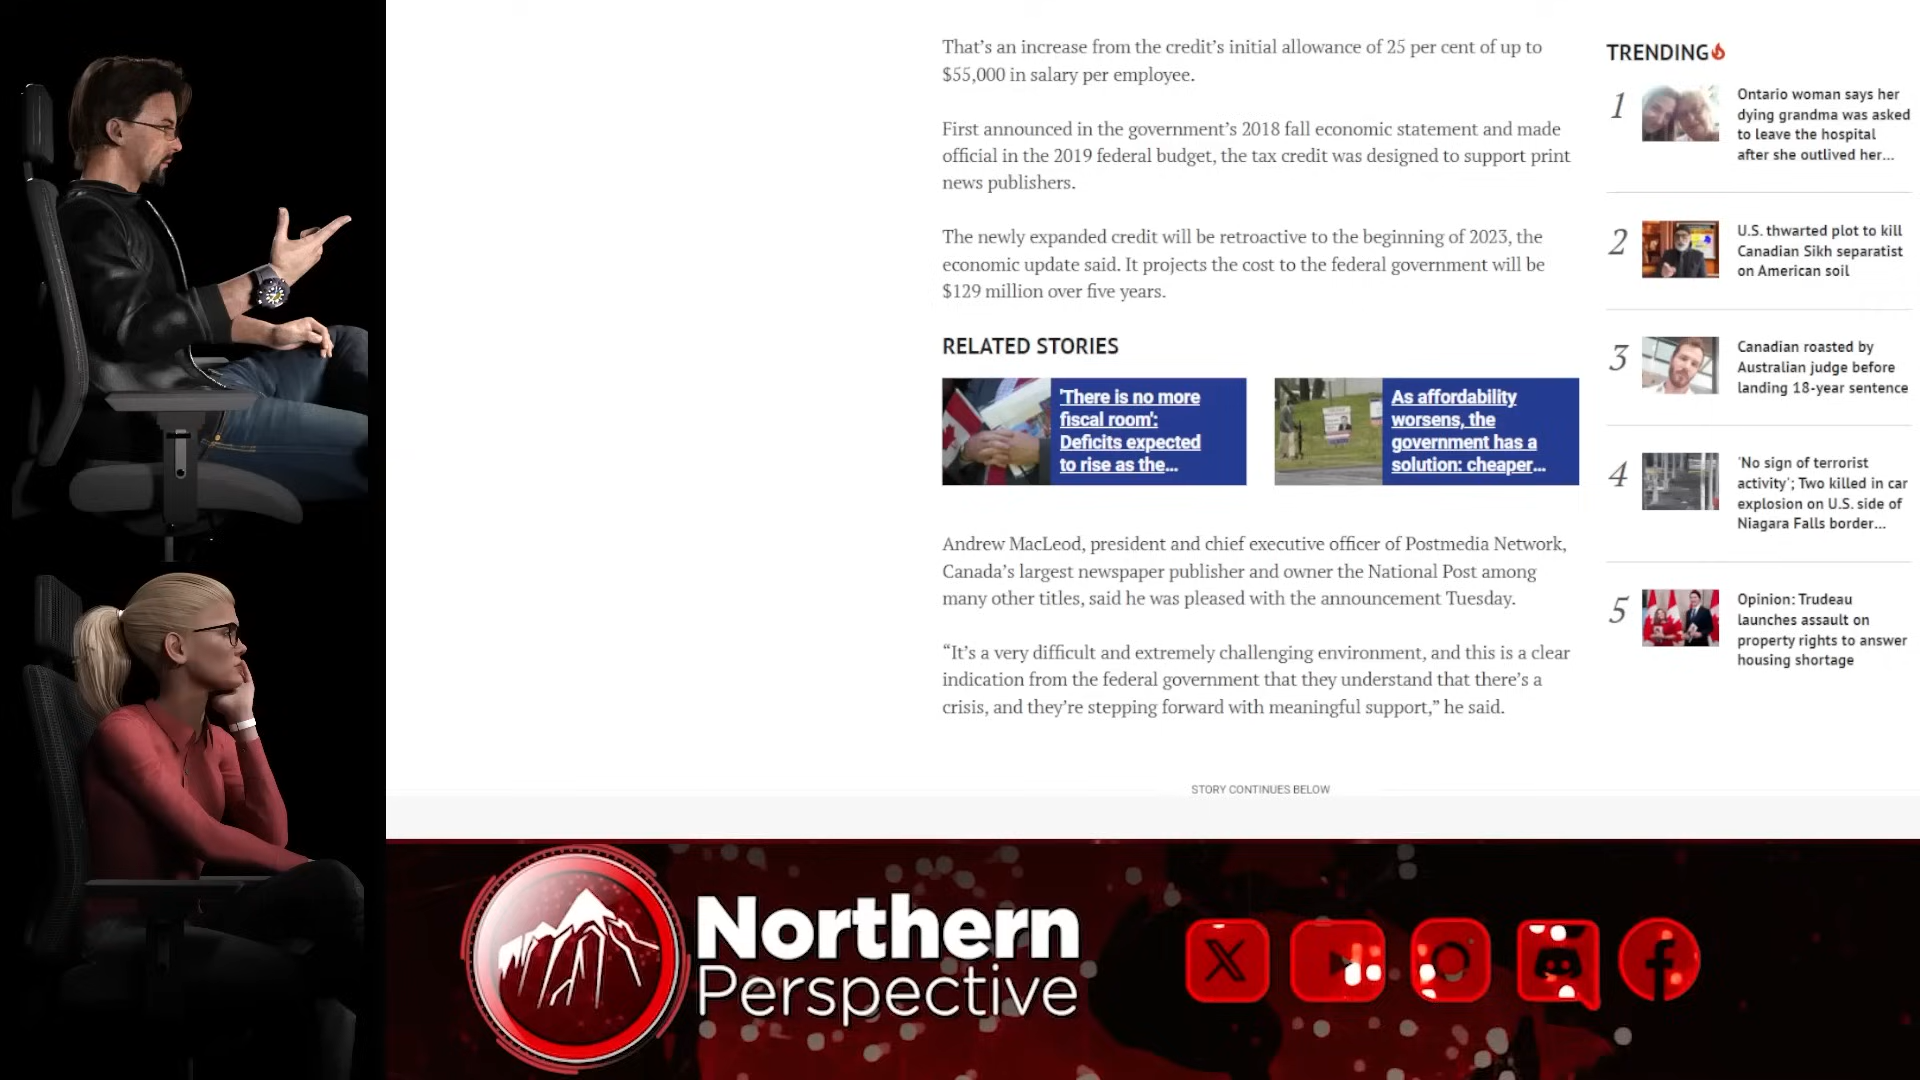 That’s an increase from the credit’s initial allowance of 25 per cent of up to
$55,000 in salary per employee.
First announced in the government’s 2018 fall economic statement and made
official in the 2019 federal budget, the tax credit was designed to support print
news publishers.
The newly expanded credit will be retroactive to the beginning of 2023, the
economic update said. It projects the cost to the federal government will be
$129 million over five years.
RELATED STORIES
'There is no more
fiscal room':
Deficits expected
to rise as the...
As affordability
worsens, the
government has a
solution: cheaper...
Andrew MacLeod, president and chief executive officer of Postmedia Network,
Canada’s largest newspaper publisher and owner the National Post among
many other titles, said he was pleased with the announcement Tuesday.
“It’s a very difficult and extremely challenging environment, and this is a clear
indication from the federal government that they understand that there’s a
crisis, and they’re stepping forward with meaningful support,” he said.
STORY CONTINUES BELOW
TRENDING
1
Ontario woman says her
dying grandma was asked
to leave the hospital
after she outlived her...
2
U.S. thwarted plot to kill
Canadian Sikh separatist
on American soil
3
Canadian roasted by
Australian judge before
landing 18-year sentence
4
'No sign of terrorist
activity'; Two killed in car
explosion on U.S. side of
Niagara Falls border...
5
Opinion: Trudeau
launches assault on
property rights to answer
housing shortage
Northern
Perspective